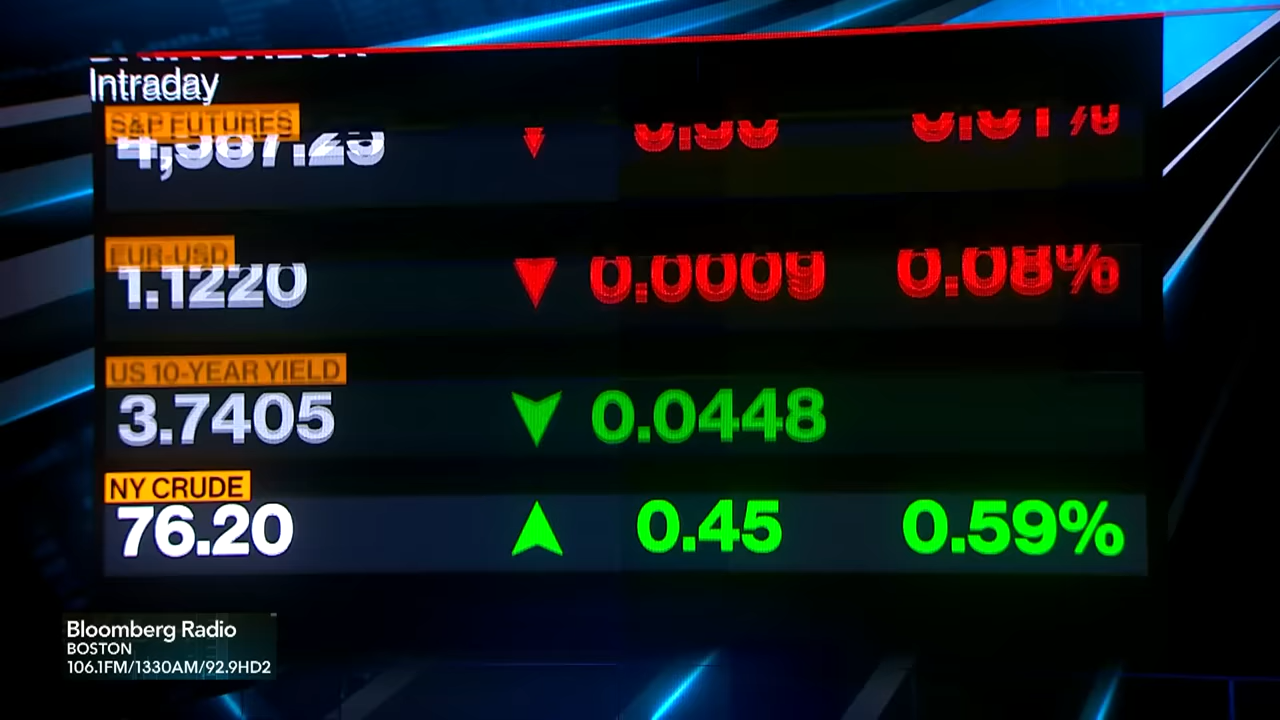 Intraday
S&P FUTURES
EUR-USD
1.1220 0.0009 0.08%
US 10-YEAR YIELD
3.7405 0.0448
NY CRUDE
76.20 0.45 0.59%
Bloomberg Radio
BOSTON
106.1FM/1330AM/92.9HD2